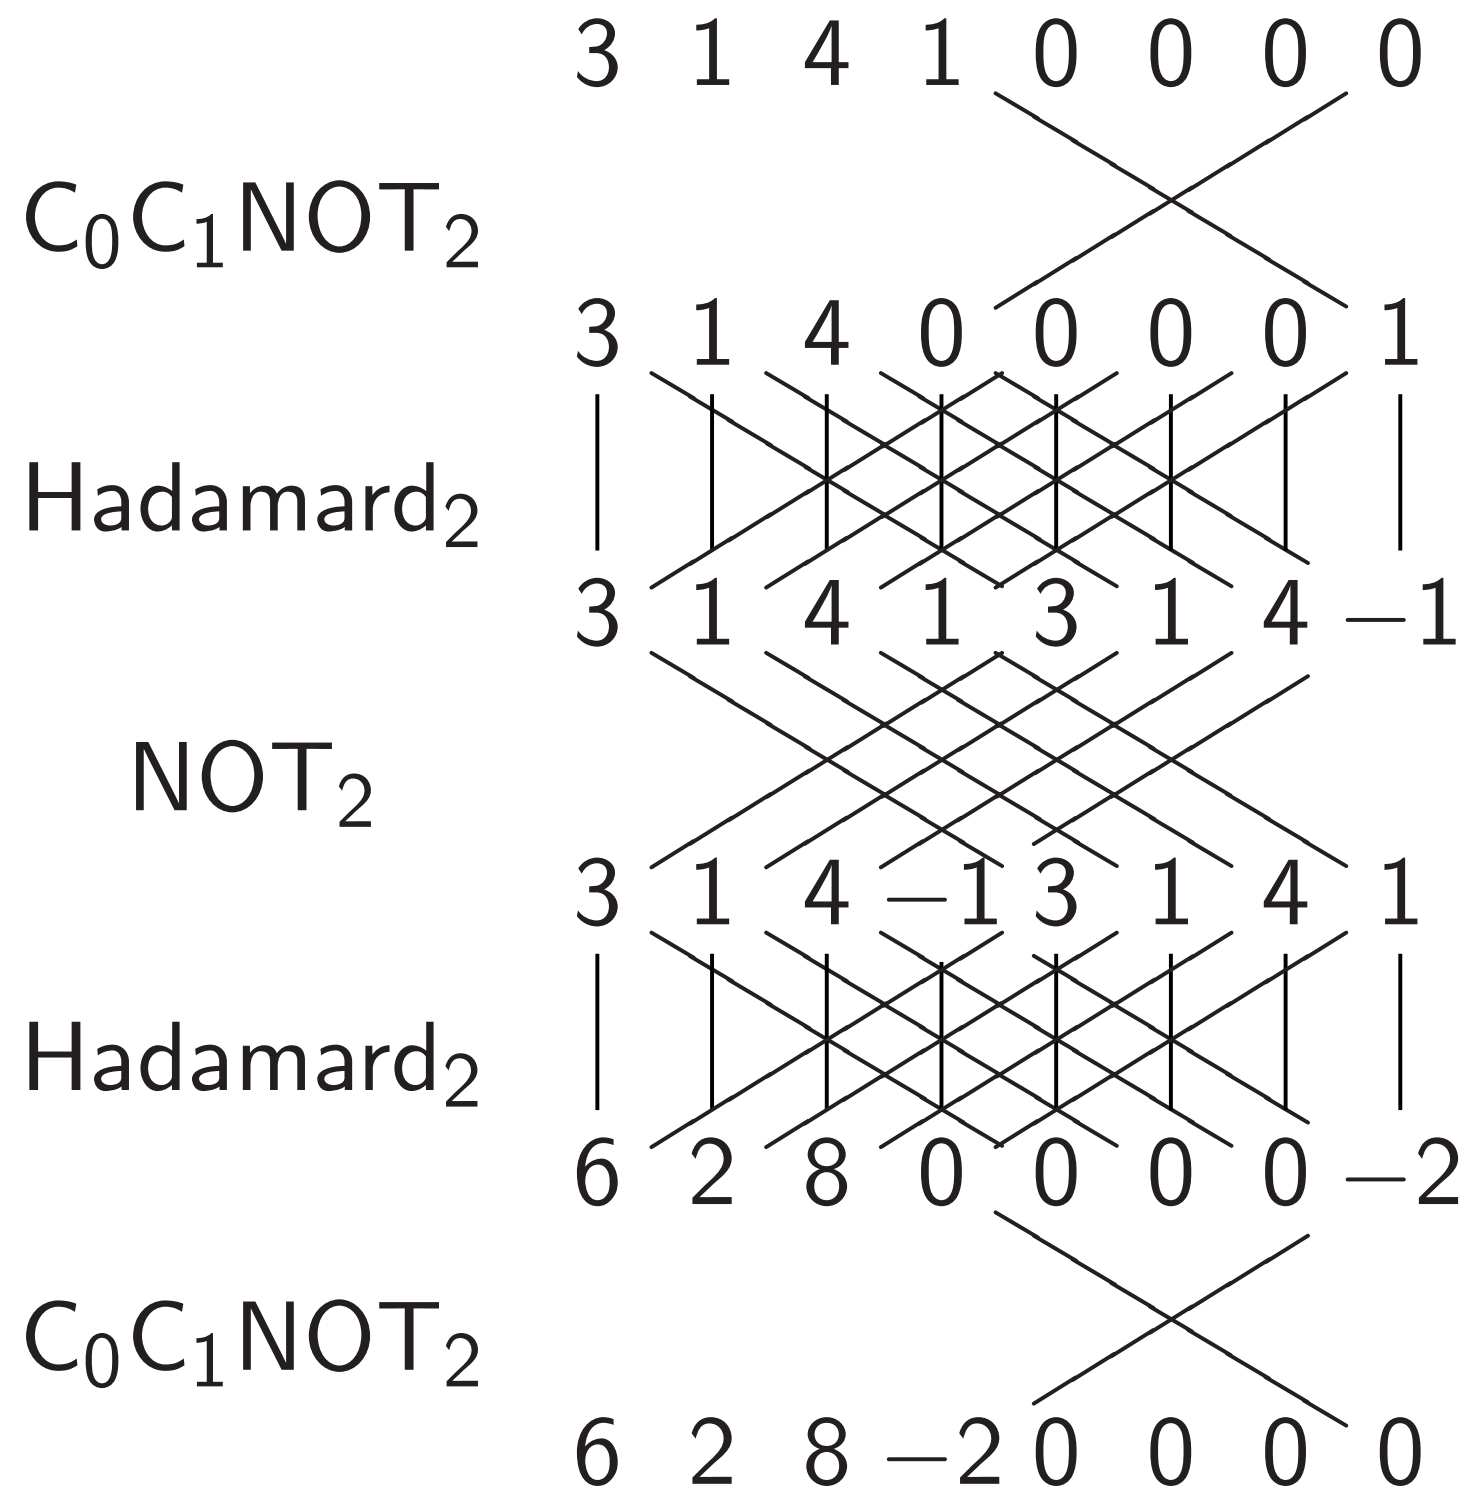 3 1 4 1 0 0 0 0
C₀C₁NOT₂
3 1 4 0 0 0 0 1
Hadamard₂
3 1 4 1 3 1 4 −1
NOT₂
3 1 4 −1 3 1 4 1
Hadamard₂
6 2 8 0 0 0 0 −2
C₀C₁NOT₂
6 2 8 −2 0 0 0 0